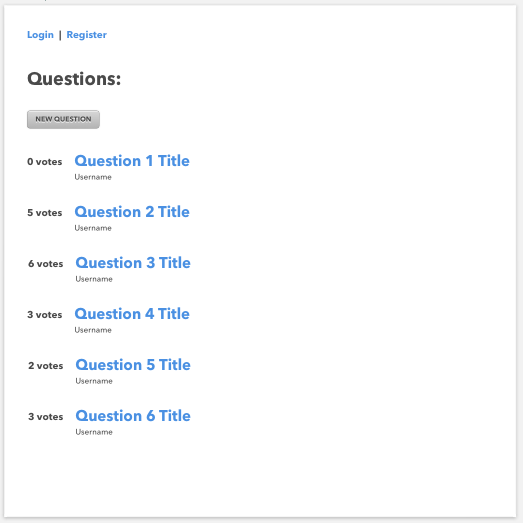 Login | Register
Questions:
NEW QUESTION
0 votes Question 1 Title
Username
5 votes Question 2 Title
Username
6 votes Question 3 Title
Username
3 votes Question 4 Title
Username
2 votes Question 5 Title
Username
3 votes Question 6 Title
Username